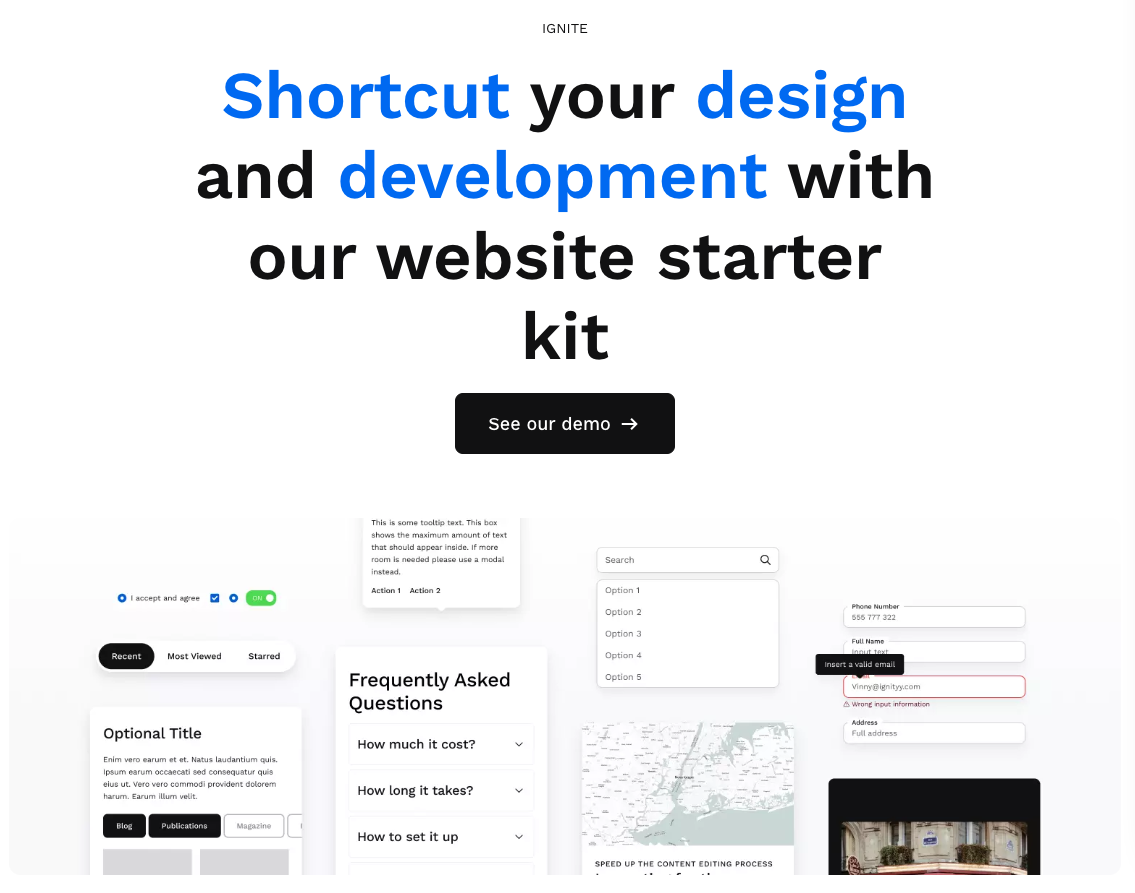 IGNITE
Shortcut your design
and development with
our website starter
kit
See our demo
I accept and agree
ON
Recent
Most Viewed
Starred
Optional Title
Enim vero earum et et. Natus laudantium quis.
Ipsum earum occaecati sed consequatur quis
eius ut. Vero vero commodi provident dolorem
harum. Earum illum velit.
Blog
Publications
Magazine
This is some tooltip text. This box
shows the maximum amount of text
that should appear inside. If more
room is needed please use a modal
instead.
Action 1
Action 2
Frequently Asked
Questions
How much it cost?
How long it takes?
How to set it up
Search
Option 1
Option 2
Option 3
Option 4
Option 5
SPEED UP THE CONTENT EDITING PROCESS
Phone Number
555 777 322
Full Name
Input text
Insert a valid email
Vinny@ignityy.com
Wrong input information
Address
Full address